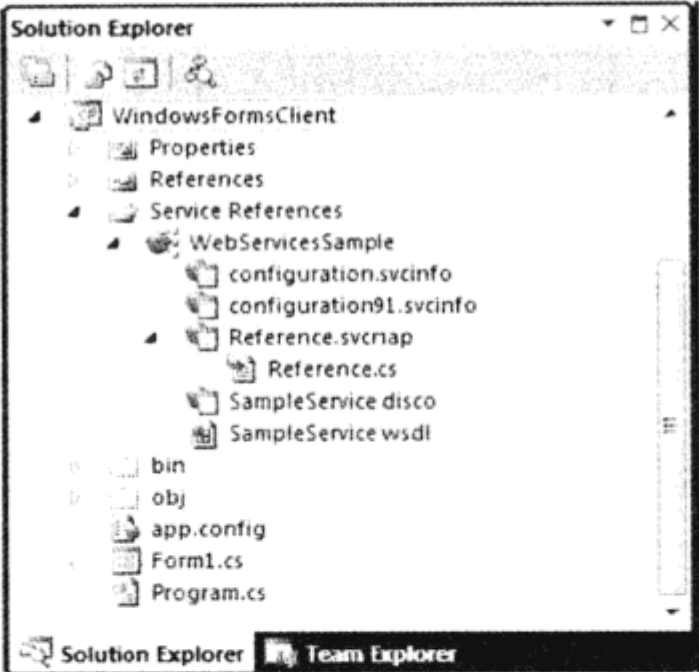 Solution Explorer
WindowsFormsClient
Properties
References
Service References
WebServicesSample
configuration.svcinfo
configuration91.svcinfo
Reference.svcmap
Reference.cs
SampleService.disco
SampleService.wsdl
bin
obj
app.config
Form1.cs
Program.cs
Solution Explorer Team Explorer